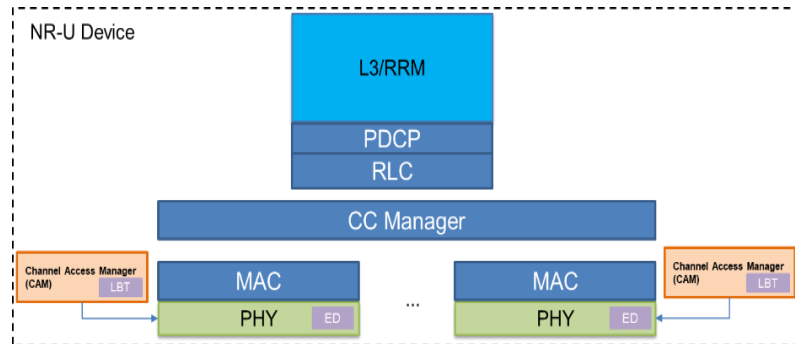 NR-U Device
L3/RRM
PDCP
RLC
CC Manager
Channel Access Manager
(CAM)
LBT
MAC
PHY
ED
...
MAC
PHY
ED
Channel Access Manager
(CAM)
LBT